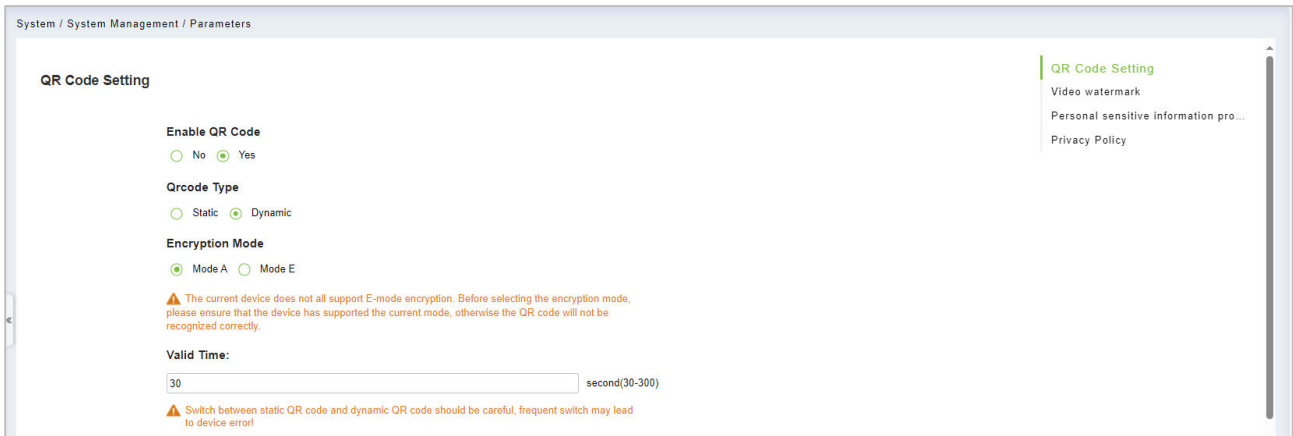 System / System Management / Parameters
QR Code Setting
Enable QR Code
No Yes
Qrcode Type
Static Dynamic
Encryption Mode
Mode A Mode E
The current device does not all support E-mode encryption. Before selecting the encryption mode,
please ensure that the device has supported the current mode, otherwise the QR code will not be
recognized correctly.
Valid Time:
30 second(30-300)
Switch between static QR code and dynamic QR code should be careful, frequent switch may lead
to device error!
QR Code Setting
Video watermark
Personal sensitive information pro...
Privacy Policy